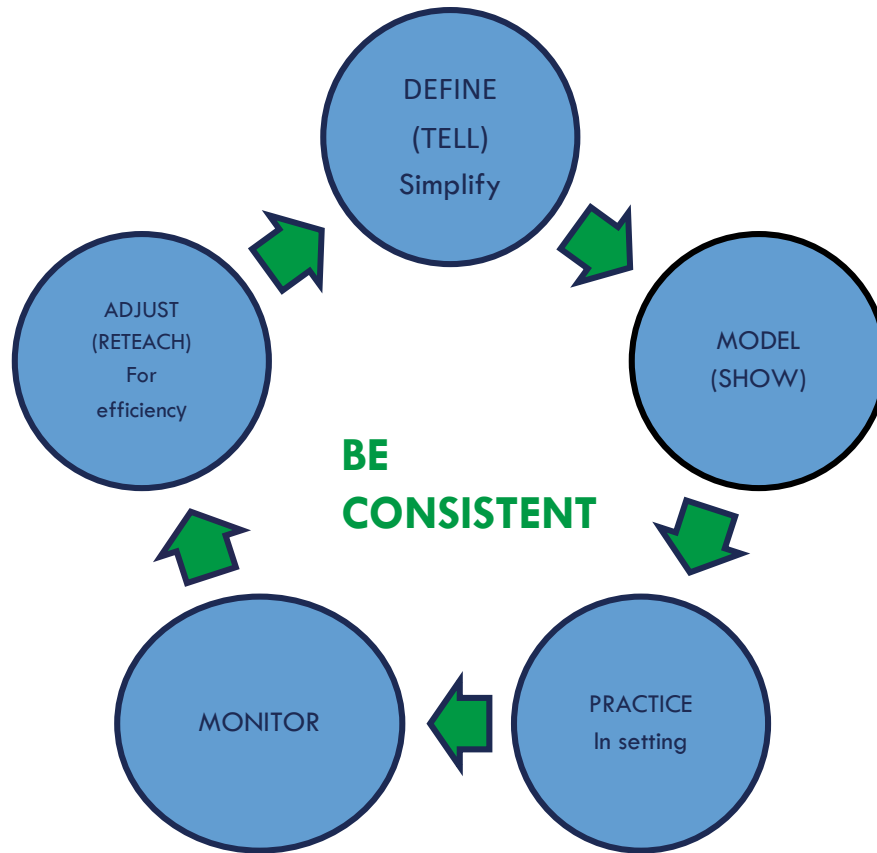 DEFINE
(TELL)
Simplify
MODEL
(SHOW)
PRACTICE
In setting
MONITOR
ADJUST
(RETEACH)
For
efficiency
BE
CONSISTENT